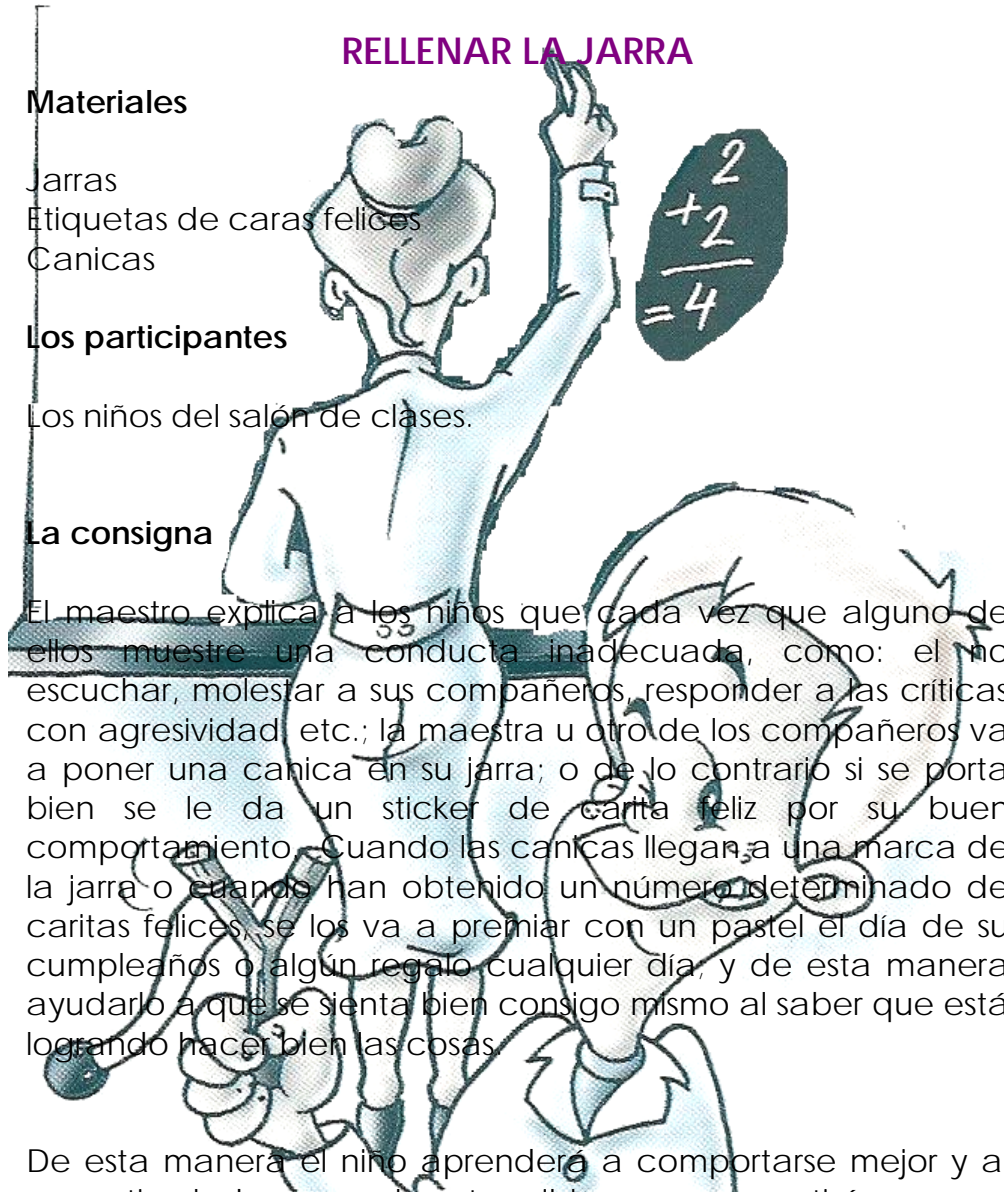 RELLENAR LA JARRA
Materiales
Jarras
Etiquetas de caras felices
Canicas
Los participantes
Los niños del salón de clases.
La consigna
El maestro explica a los niños que cada vez que alguno de
ellos muestre una conducta inadecuada, como: el no
escuchar, molestar a sus compañeros, responder a las críticas
con agresividad, etc.; la maestra u otro de los compañeros va
a poner una canica en su jarra; o de lo contrario si se porta
bien se le da un sticker de carita feliz por su buen
comportamiento. Cuando las canicas llegan a una marca de
la jarra o cuando han obtenido un número determinado de
caritas felices, se los va a premiar con un pastel el día de su
cumpleaños o algún regalo cualquier día, y de esta manera
ayudarlo a que se sienta bien consigo mismo al saber que está
logrando hacer bien las cosas.
De esta manera el niño aprenderá a comportarse mejor y a
2
+2
=4